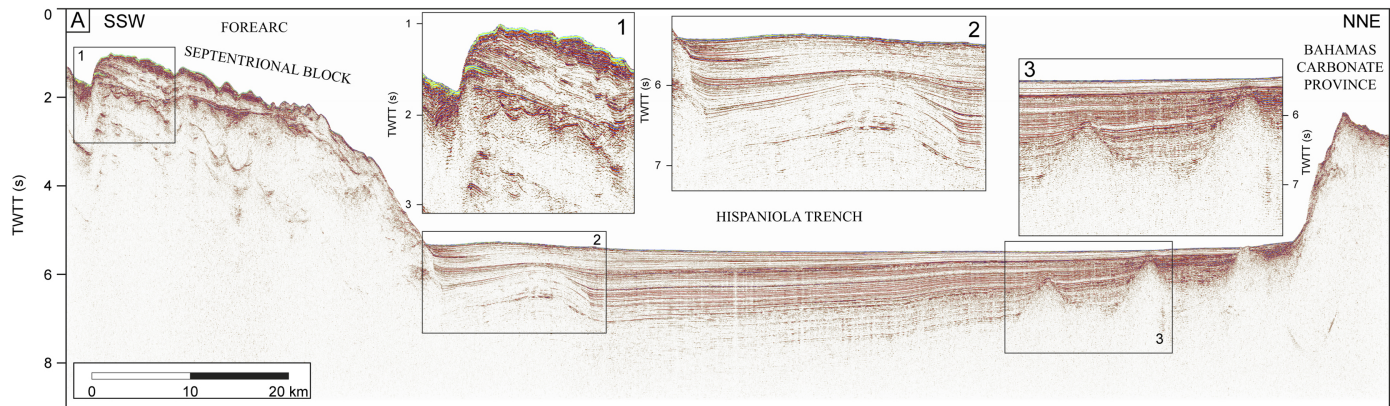 A SSW
FOREARC
SEPTENTRIONAL BLOCK
HISPANIOLA TRENCH
NNE
BAHAMAS
CARBONATE
PROVINCE
TWTT (s)
0
2
4
6
8
1
2
3
1
TWTT (s)
1
2
3
2
TWTT (s)
6
7
3
TWTT (s)
6
7
0 10 20 km